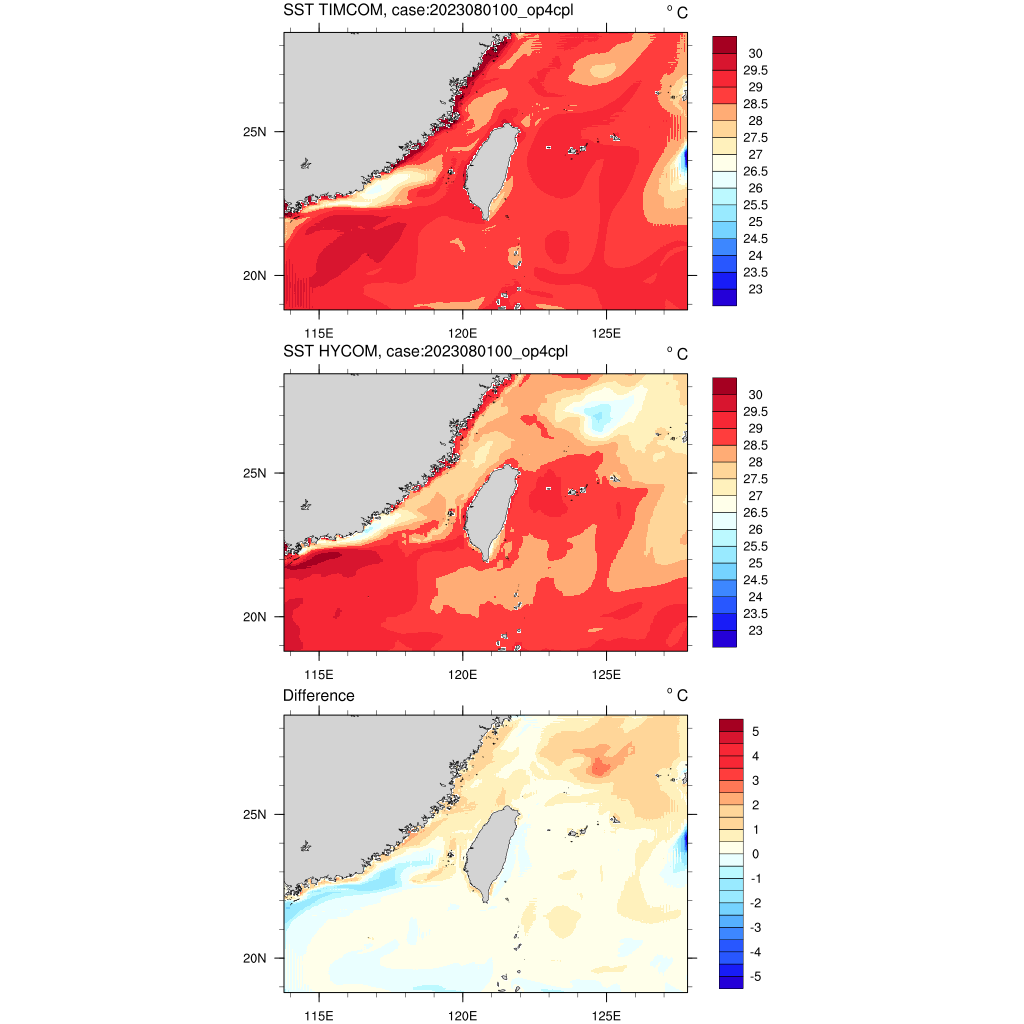 SST TIMCOM, case:2023080100_op4cpl
° C
25N
20N
115E 120E 125E
30
29.5
29
28.5
28
27.5
27
26.5
26
25.5
25
24.5
24
23.5
23
SST HYCOM, case:2023080100_op4cpl
° C
25N
20N
115E 120E 125E
30
29.5
29
28.5
28
27.5
27
26.5
26
25.5
25
24.5
24
23.5
23
Difference
° C
25N
20N
115E 120E 125E
5
4
3
2
1
0
-1
-2
-3
-4
-5